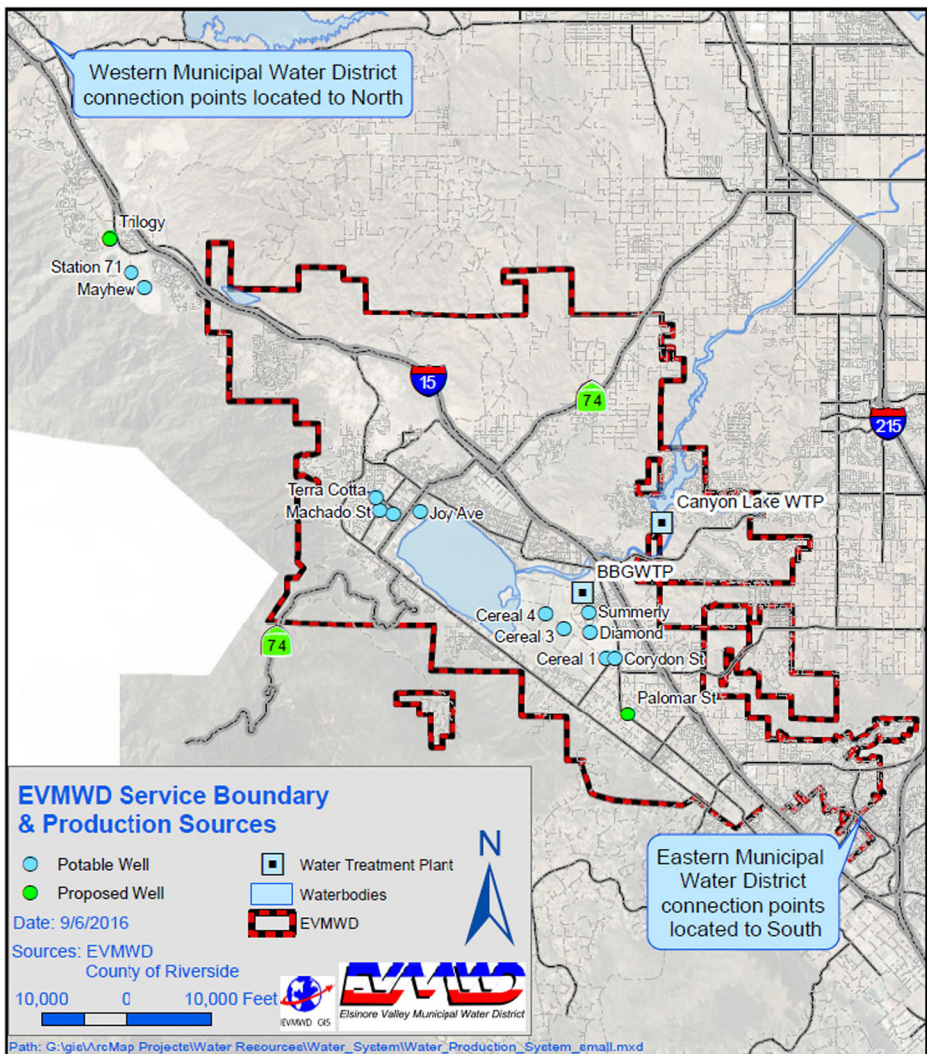 Western Municipal Water District
connection points located to North
Trilogy
Station 71
Mayhew
15
74
215
Terra Cotta
Machado St
Joy Ave
Canyon Lake WTP
BBGWTP
Cereal 4
Summerly
Cereal 3
Diamond
Cereal 1
Corydon St
74
Palomar St
Eastern Municipal
Water District
connection points
located to South
EVMWD Service Boundary
& Production Sources
Potable Well
Proposed Well
Water Treatment Plant
Waterbodies
EVMWD
N
Date: 9/6/2016
Sources: EVMWD
County of Riverside
10,000 0 10,000 Feet
EVMWD GIS
EVMWD
Elsinore Valley Municipal Water District
Path: G:\gis\ArcMap Projects\Water Resources\Water_System\Water_Production_System_small.mxd